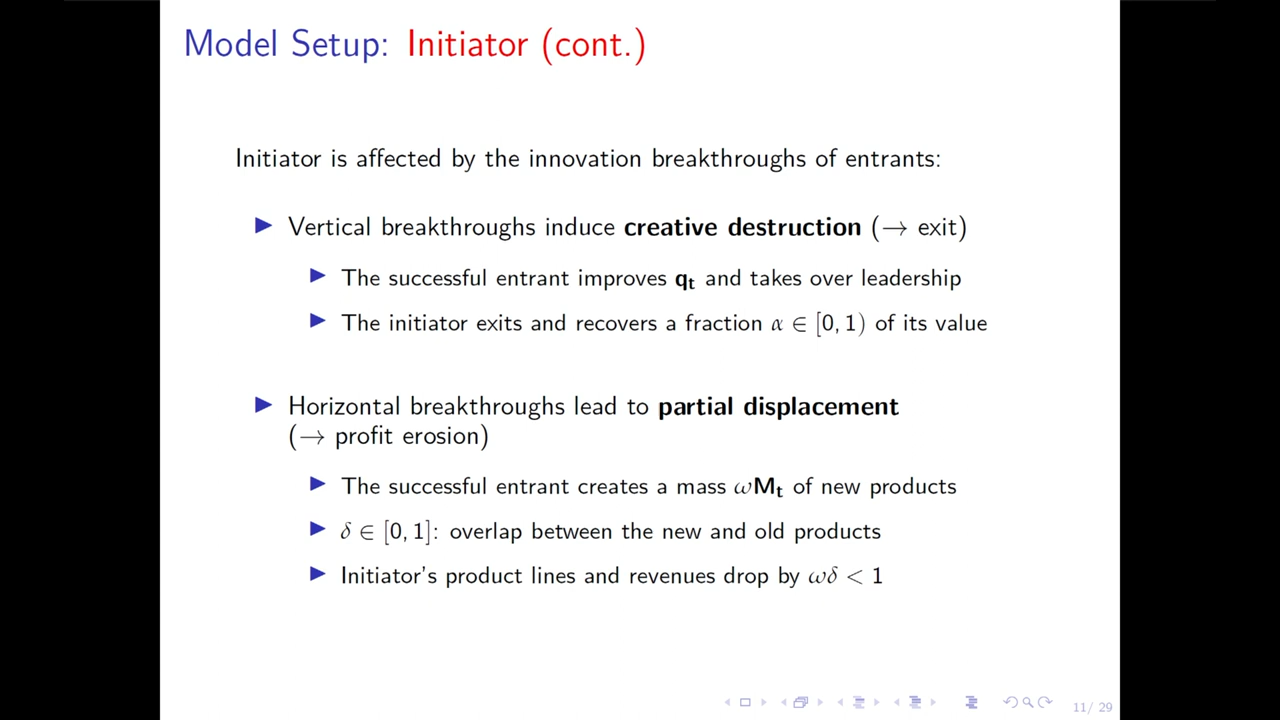 Model Setup: Initiator (cont.)
Initiator is affected by the innovation breakthroughs of entrants:
▶ Vertical breakthroughs induce creative destruction (→ exit)
▶ The successful entrant improves qₜ and takes over leadership
▶ The initiator exits and recovers a fraction α ∈ [0, 1) of its value
▶ Horizontal breakthroughs lead to partial displacement
(→ profit erosion)
▶ The successful entrant creates a mass ωMₜ of new products
▶ δ ∈ [0, 1]: overlap between the new and old products
▶ Initiator's product lines and revenues drop by ωδ < 1
11/ 29